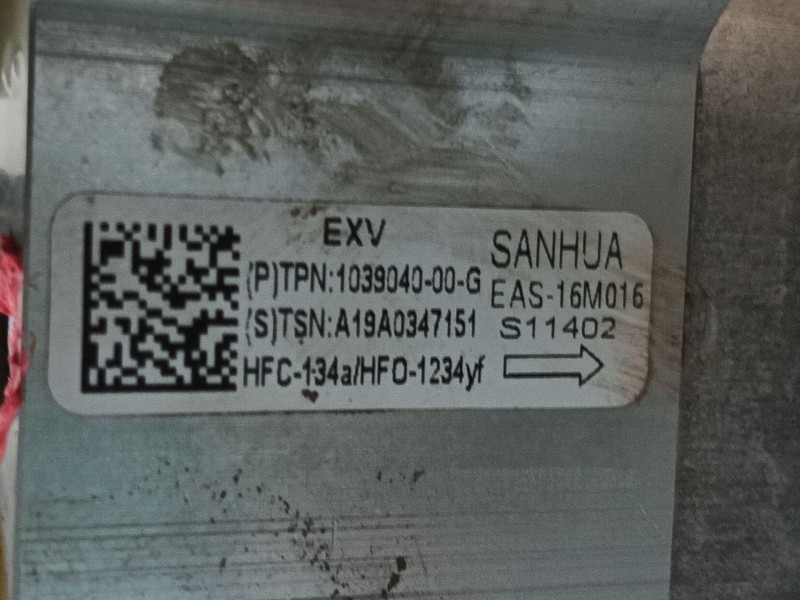 EXV
(P)TPN:1039040-00-G
(S)TSN:A19A0347151
HFC-134a/HFO-1234yf
SANHUA
EAS-16M016
S11402